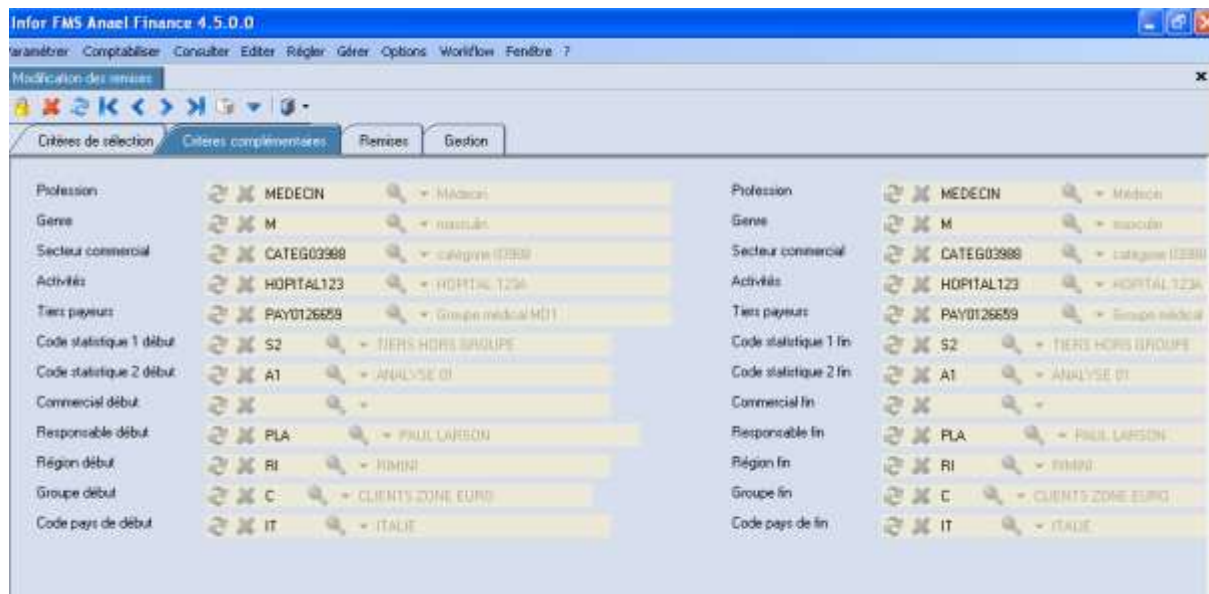 Infor FMS Anael Finance 4.5.0.0
Paramétrer Comptabiliser Consulter Editer Régler Gérer Options Workflow Fenêtre ?
Modification des remises
Critères de sélection Critères complémentaires Remises Gestion
Profession MEDECIN Médecin Profession MEDECIN Médecin
Genre M masculin Genre M masculin
Secteur commercial CATEG03988 catégorie 03988 Secteur commercial CATEG03988 catégorie 03988
Activités HOPITAL123 HOPITAL 123A Activités HOPITAL123 HOPITAL 123A
Tiers payeurs PAY0126659 Groupe médical MD1 Tiers payeurs PAY0126659 Groupe médical
Code statistique 1 début S2 TIERS HORS GROUPE Code statistique 1 fin S2 TIERS HORS GROUPE
Code statistique 2 début A1 ANALYSE 01 Code statistique 2 fin A1 ANALYSE 01
Commercial début Commercial fin
Responsable début PLA PAUL LARSON Responsable fin PLA PAUL LARSON
Région début RI RIMINI Région fin RI RIMINI
Groupe début C CLIENTS ZONE EURO Groupe fin C CLIENTS ZONE EURO
Code pays de début IT ITALIE Code pays de fin IT ITALIE